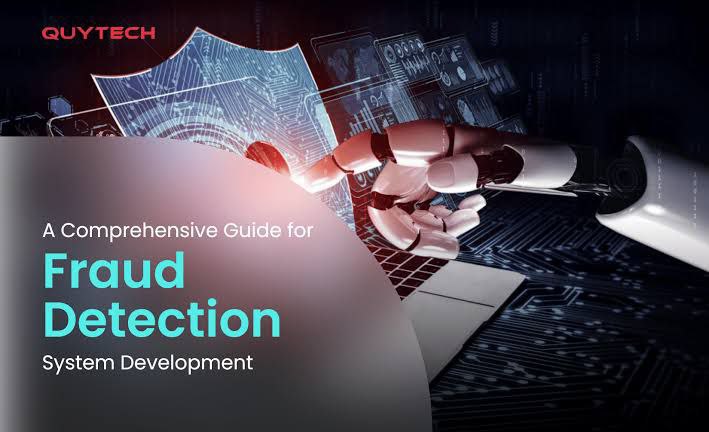 QUYTECH
A Comprehensive Guide for
Fraud
Detection
System Development